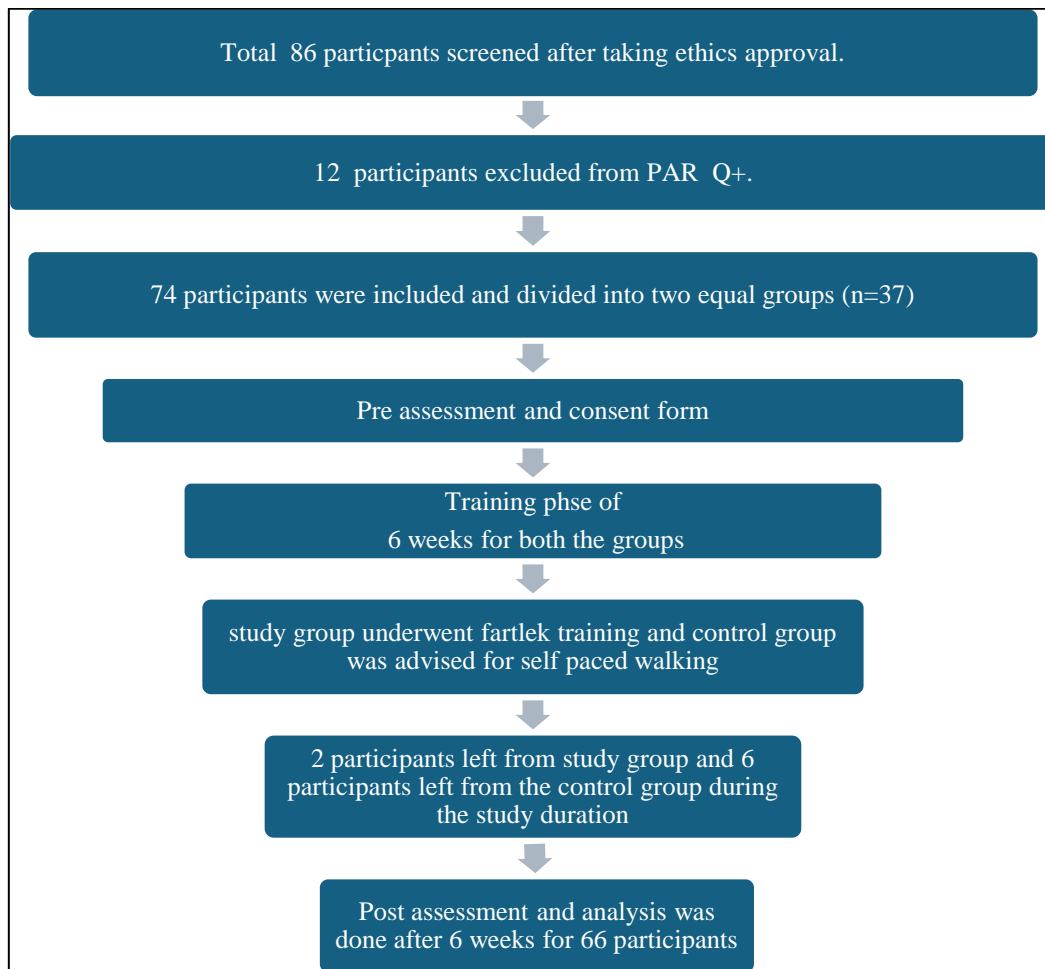 Total  86 particpants screened after taking ethics approval.
12  participants excluded from PAR  Q+.
74 participants were included and divided into two equal groups (n=37)
Pre assessment and consent form
Training phse of
6 weeks for both the groups
study group underwent fartlek training and control group
was advised for self paced walking
2 participants left from study group and 6
participants left from the control group during
the study duration
Post assessment and analysis was
done after 6 weeks for 66 participants